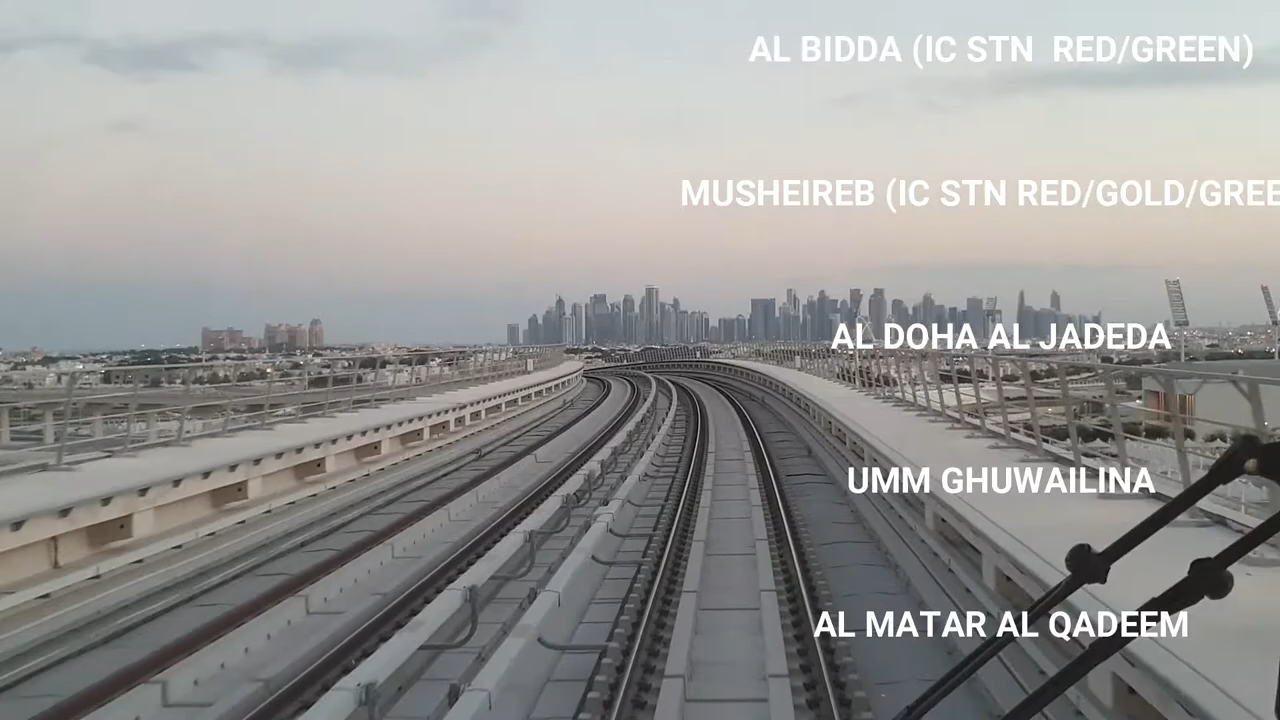 AL BIDDA (IC STN  RED/GREEN)
MUSHEIREB (IC STN RED/GOLD/GREE
AL DOHA AL JADEDA
UMM GHUWAILINA
AL MATAR AL QADEEM